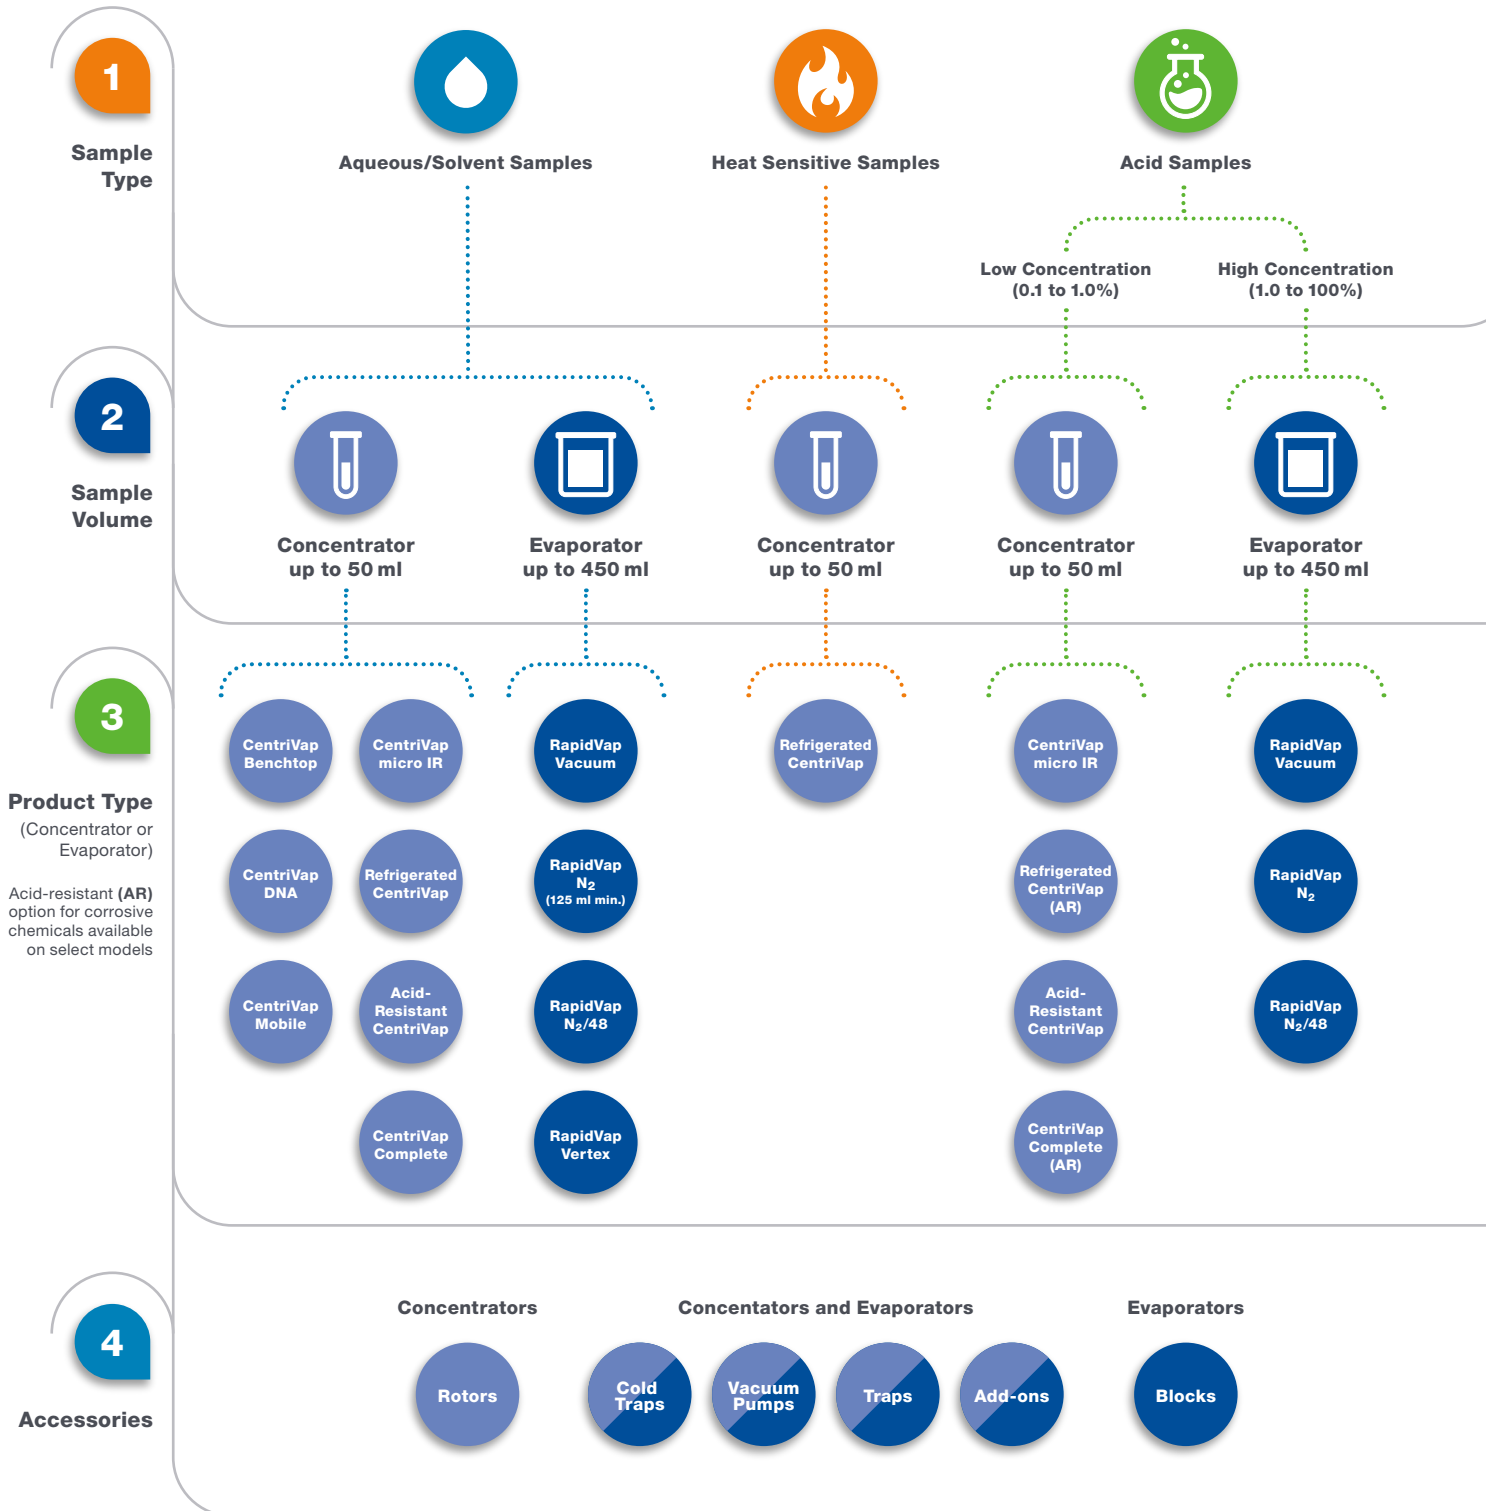 1
Sample
Type
Aqueous/Solvent Samples
Heat Sensitive Samples
Acid Samples
Low Concentration
(0.1 to 1.0%)
High Concentration
(1.0 to 100%)
2
Sample
Volume
Concentrator
up to 50 ml
Evaporator
up to 450 ml
Concentrator
up to 50 ml
Concentrator
up to 50 ml
Evaporator
up to 450 ml
3
Product Type
(Concentrator or
Evaporator)
Acid-resistant (AR)
option for corrosive
chemicals available
on select models
CentriVap
Benchtop
CentriVap
micro IR
RapidVap
Vacuum
Refrigerated
CentriVap
CentriVap
micro IR
RapidVap
Vacuum
CentriVap
DNA
Refrigerated
CentriVap
RapidVap
N2
(125 ml min.)
Refrigerated
CentriVap
(AR)
RapidVap
N2
CentriVap
Mobile
Acid-
Resistant
CentriVap
RapidVap
N2/48
Acid-
Resistant
CentriVap
RapidVap
N2/48
CentriVap
Complete
RapidVap
Vertex
CentriVap
Complete
(AR)
4
Accessories
Concentrators
Concentators and Evaporators
Evaporators
Rotors
Cold
Traps
Vacuum
Pumps
Traps
Add-ons
Blocks